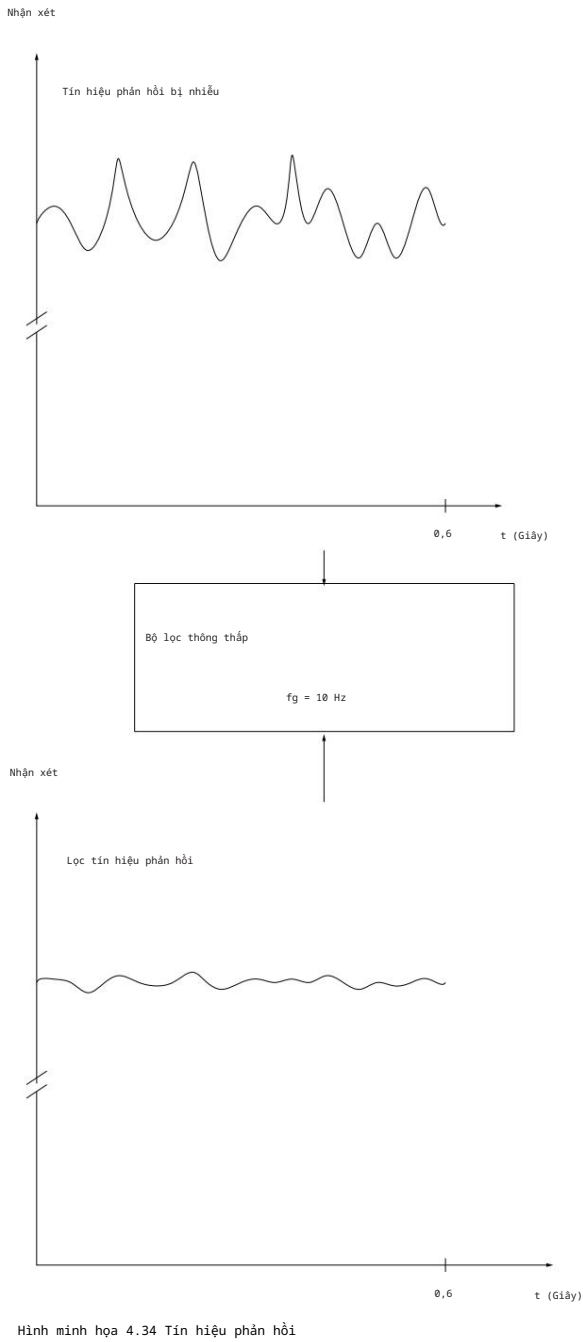 Nhận xét
Tín hiệu phản hồi bị nhiễu
0,6
t (Giây)
Bộ lọc thông thấp
fg = 10 Hz
Nhận xét
Lọc tín hiệu phản hồi
0,6
t (Giây)
Hình minh họa 4.34 Tín hiệu phản hồi